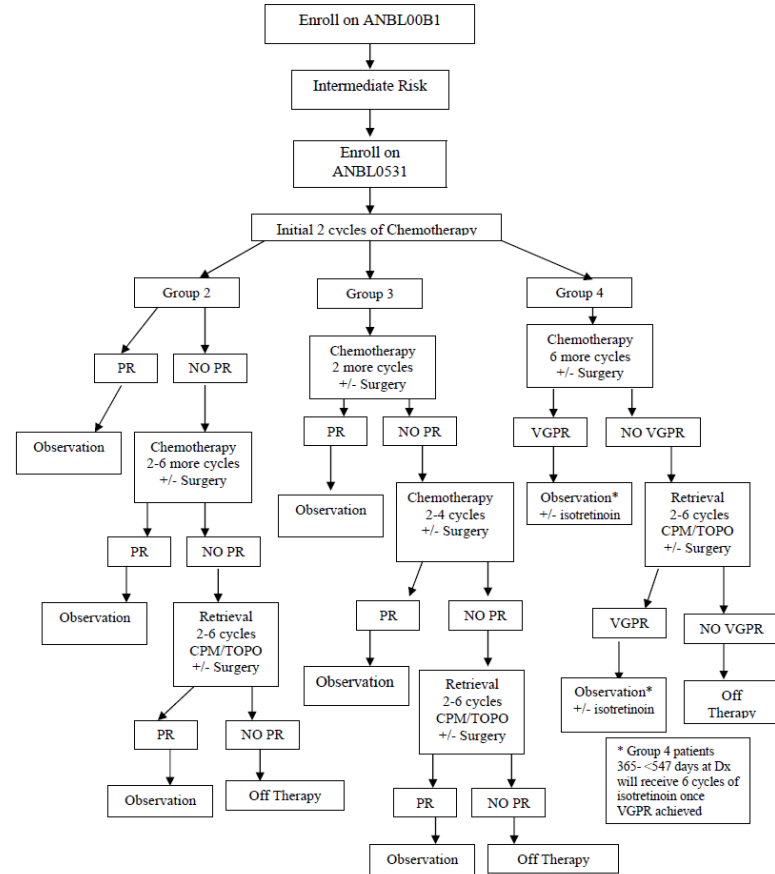 Enroll on ANBL00B1
Intermediate Risk
Enroll on
ANBL0531
Initial 2 cycles of Chemotherapy
Group 2
PR
NO PR
Observation
Chemotherapy
2-6 more cycles
+/- Surgery
PR
NO PR
Observation
Retrieval
2-6 cycles
CPM/TOPO
+/- Surgery
PR
NO PR
Observation
Off Therapy
Group 3
Chemotherapy
2 more cycles
+/- Surgery
PR
NO PR
Observation
Chemotherapy
2-4 cycles
+/- Surgery
PR
NO PR
Observation
Retrieval
2-6 cycles
CPM/TOPO
+/- Surgery
PR
NO PR
Observation
Off Therapy
Group 4
Chemotherapy
6 more cycles
+/- Surgery
VGPR
NO VGPR
Observation*
+/- isotretinoin
Retrieval
2-6 cycles
CPM/TOPO
+/- Surgery
VGPR
NO VGPR
Observation*
+/- isotretinoin
Off
Therapy
* Group 4 patients
365- <547 days at Dx
will receive 6 cycles of
isotretinoin once
VGPR achieved